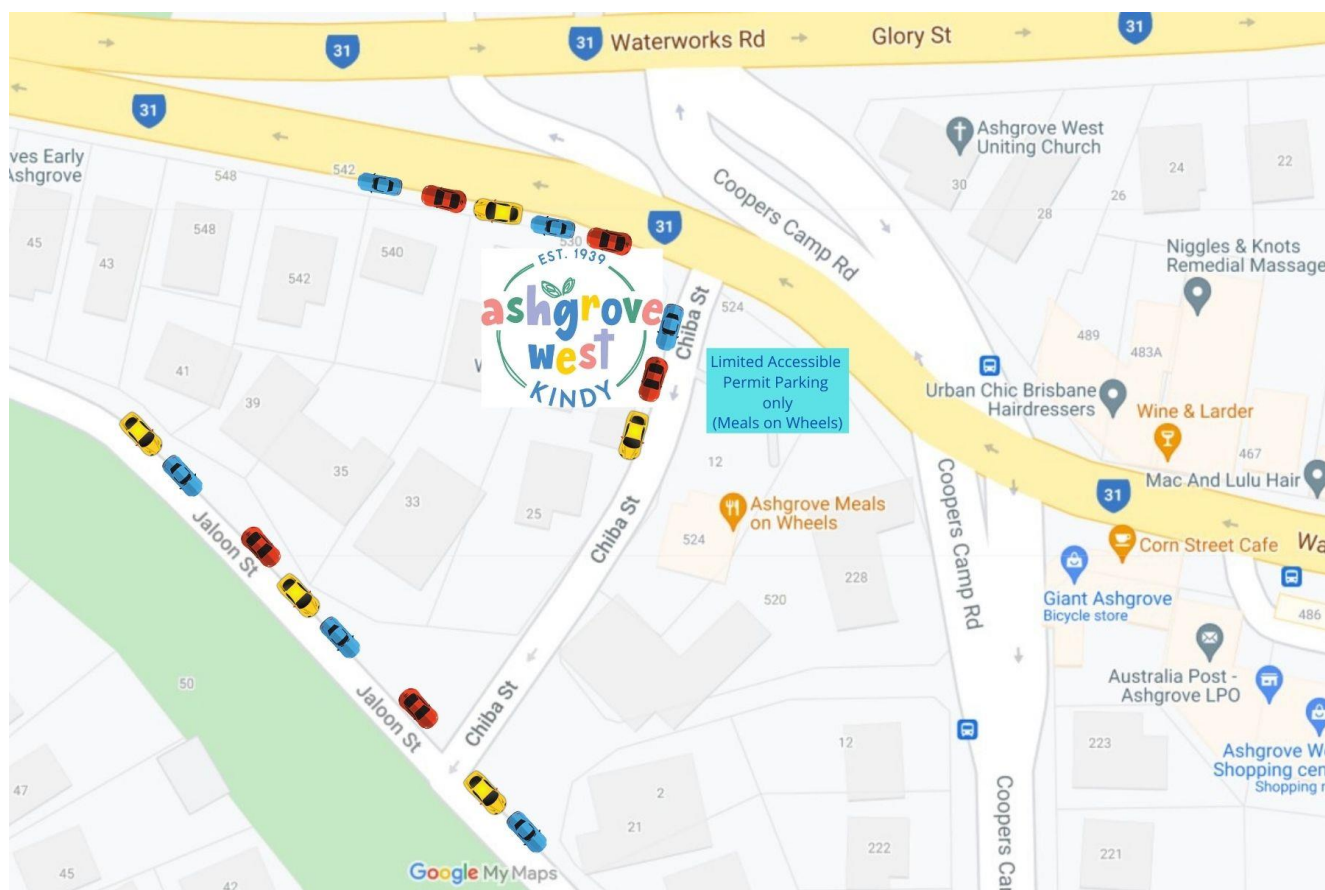 31
31
Waterworks Rd
Glory St
31
31
Ashgrove West
Uniting Church
24
22
ves Early
Ashgrove
548
542
30
26
28
Coopers Camp Rd
45
43
548
542
540
530
31
EST. 1939
ashgrove
west
KINDY
Chiba St
524
Niggles & Knots
Remedial Massage
489
483A
Limited Accessible
Permit Parking
only
(Meals on Wheels)
Urban Chic Brisbane
Hairdressers
Wine & Larder
467
Mac And Lulu Hair
41
39
35
33
25
12
31
Ashgrove Meals
on Wheels
524
228
520
Chiba St
Coopers Camp Rd
Corn Street Cafe
Wa
Giant Ashgrove
Bicycle store
486
Jaloon St
50
Australia Post -
Ashgrove LPO
Jaloon St
Chiba St
12
223
Ashgrove We
Shopping cen
Shopping m
47
2
21
Coopers Cam
222
221
45
42
Google My Maps